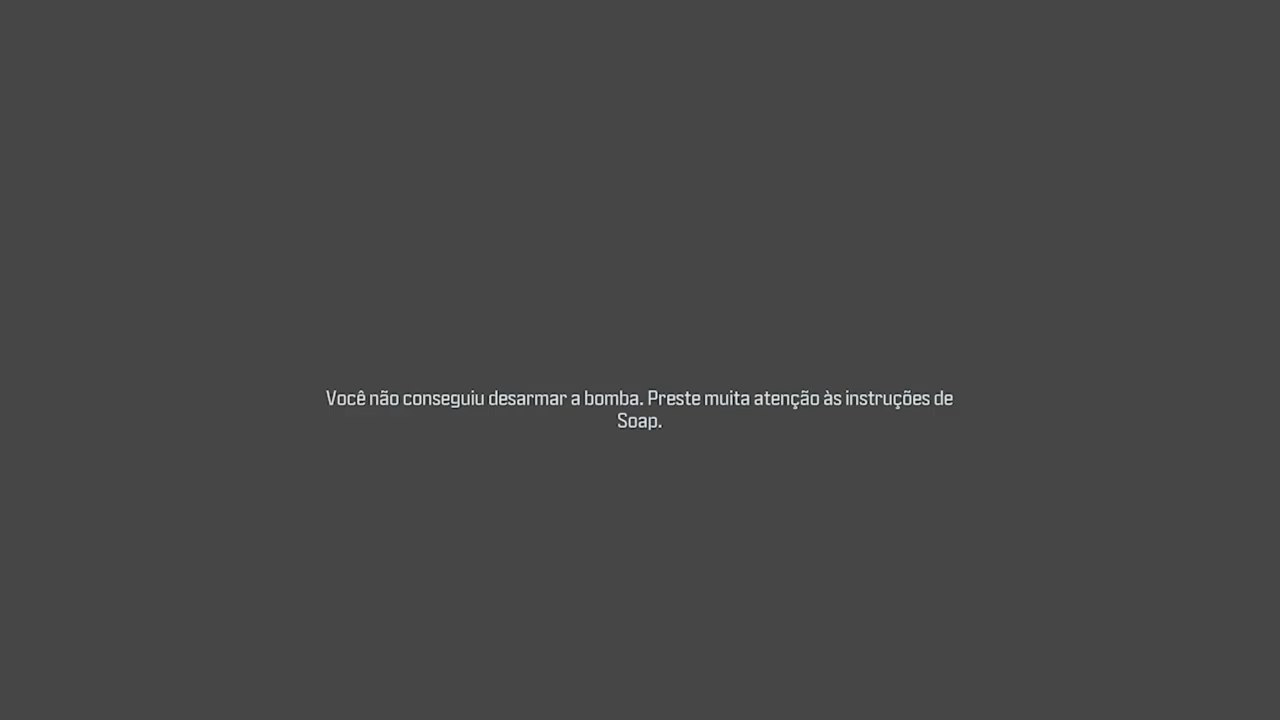 Você não conseguiu desarmar a bomba. Preste muita atenção às instruções de
Soap.